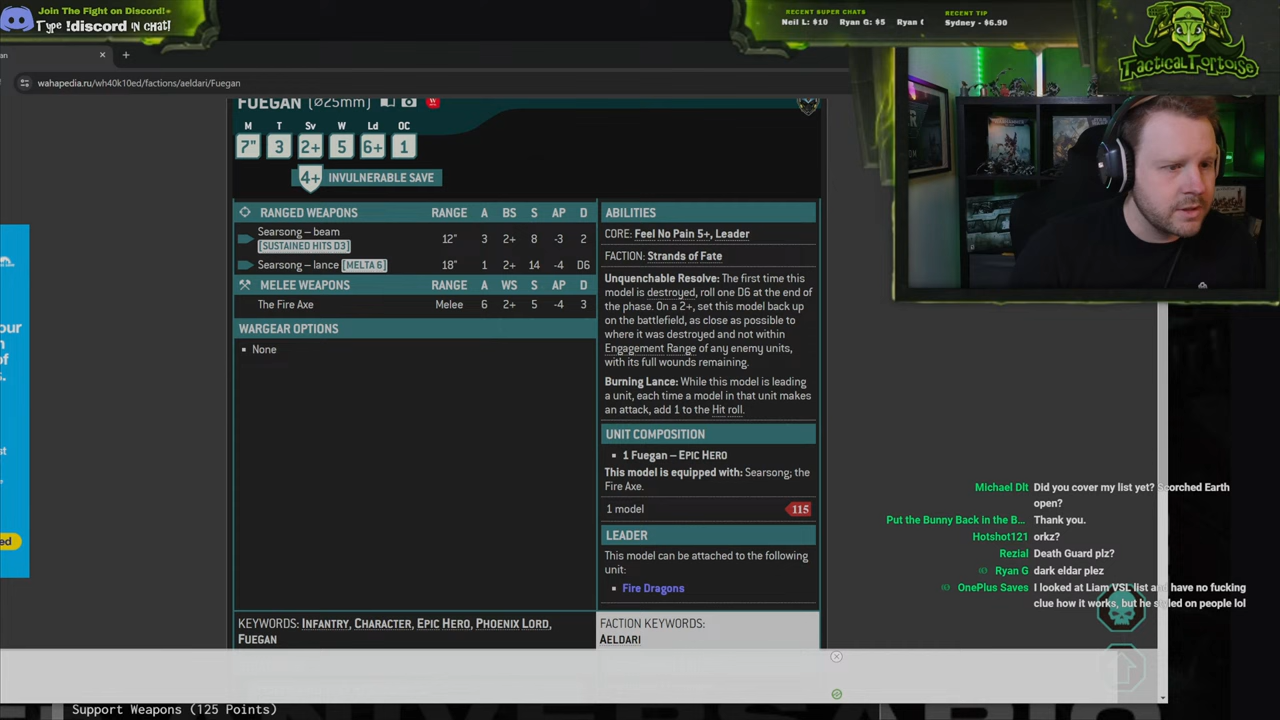 Join The Fight on Discord!
Type !discord in chat!
RECENT SUPER CHATS
Neil L: $10 Ryan G: $5 Ryan
RECENT TIP
Sydney - $6.90
TACTICALTORTOISE
wahapedia.ru/wh40k10ed/factions/aeldari/Fuegan
FUEGAN (⌀25mm)
M T Sv W Ld OC
7" 3 2+ 5 6+ 1
4+ INVULNERABLE SAVE
RANGED WEAPONS RANGE A BS S AP D
Searsong – beam
[SUSTAINED HITS D3] 12" 3 2+ 8 -3 2
Searsong – lance [MELTA 6] 18" 1 2+ 14 -4 D6
MELEE WEAPONS RANGE A WS S AP D
The Fire Axe Melee 6 2+ 5 -4 3
WARGEAR OPTIONS
None
ABILITIES
CORE: Feel No Pain 5+, Leader
FACTION: Strands of Fate
Unquenchable Resolve: The first time this
model is destroyed, roll one D6 at the end of
the phase. On a 2+, set this model back up
on the battlefield, as close as possible to
where it was destroyed and not within
Engagement Range of any enemy units,
with its full wounds remaining.
Burning Lance: While this model is leading
a unit, each time a model in that unit makes
an attack, add 1 to the Hit roll.
UNIT COMPOSITION
1 Fuegan – EPIC HERO
This model is equipped with: Searsong; the
Fire Axe.
1 model 115
LEADER
This model can be attached to the following
unit:
Fire Dragons
KEYWORDS: INFANTRY, CHARACTER, EPIC HERO, PHOENIX LORD,
FUEGAN
FACTION KEYWORDS:
AELDARI
Michael Dlt Did you cover my list yet? Scorched Earth
open?
Put the Bunny Back in the B... Thank you.
Hotshot121 orkz?
Rezial Death Guard plz?
Ryan G dark eldar plez
OnePlus Saves I looked at Liam VSL list and have no fucking
clue how it works, but he styled on people lol
Support Weapons (125 Points)